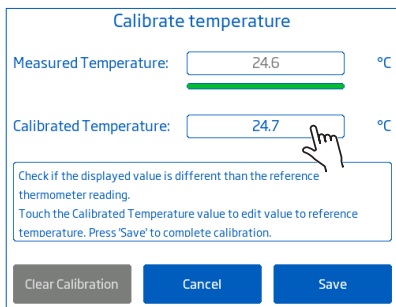 Calibrate temperature
Measured Temperature: 24.6 °C
Calibrated Temperature: 24.7 °C
Check if the displayed value is different than the reference
thermometer reading.
Touch the Calibrated Temperature value to edit value to reference
temperature. Press 'Save' to complete calibration.
Clear Calibration Cancel Save